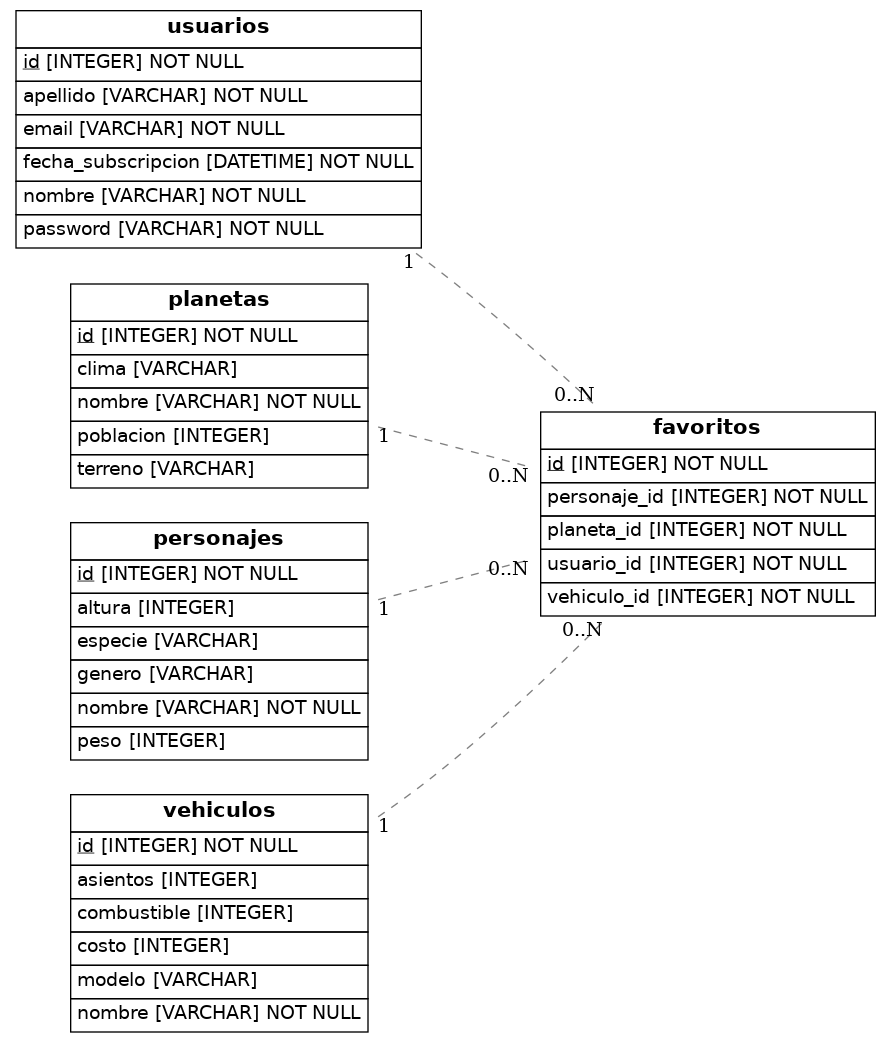 usuarios
id [INTEGER] NOT NULL
apellido [VARCHAR] NOT NULL
email [VARCHAR] NOT NULL
fecha_subscripcion [DATETIME] NOT NULL
nombre [VARCHAR] NOT NULL
password [VARCHAR] NOT NULL
1
0..N
planetas
id [INTEGER] NOT NULL
clima [VARCHAR]
nombre [VARCHAR] NOT NULL
poblacion [INTEGER]
terreno [VARCHAR]
1
0..N
personajes
id [INTEGER] NOT NULL
altura [INTEGER]
especie [VARCHAR]
genero [VARCHAR]
nombre [VARCHAR] NOT NULL
peso [INTEGER]
1
0..N
vehiculos
id [INTEGER] NOT NULL
asientos [INTEGER]
combustible [INTEGER]
costo [INTEGER]
modelo [VARCHAR]
nombre [VARCHAR] NOT NULL
1
0..N
favoritos
id [INTEGER] NOT NULL
personaje_id [INTEGER] NOT NULL
planeta_id [INTEGER] NOT NULL
usuario_id [INTEGER] NOT NULL
vehiculo_id [INTEGER] NOT NULL